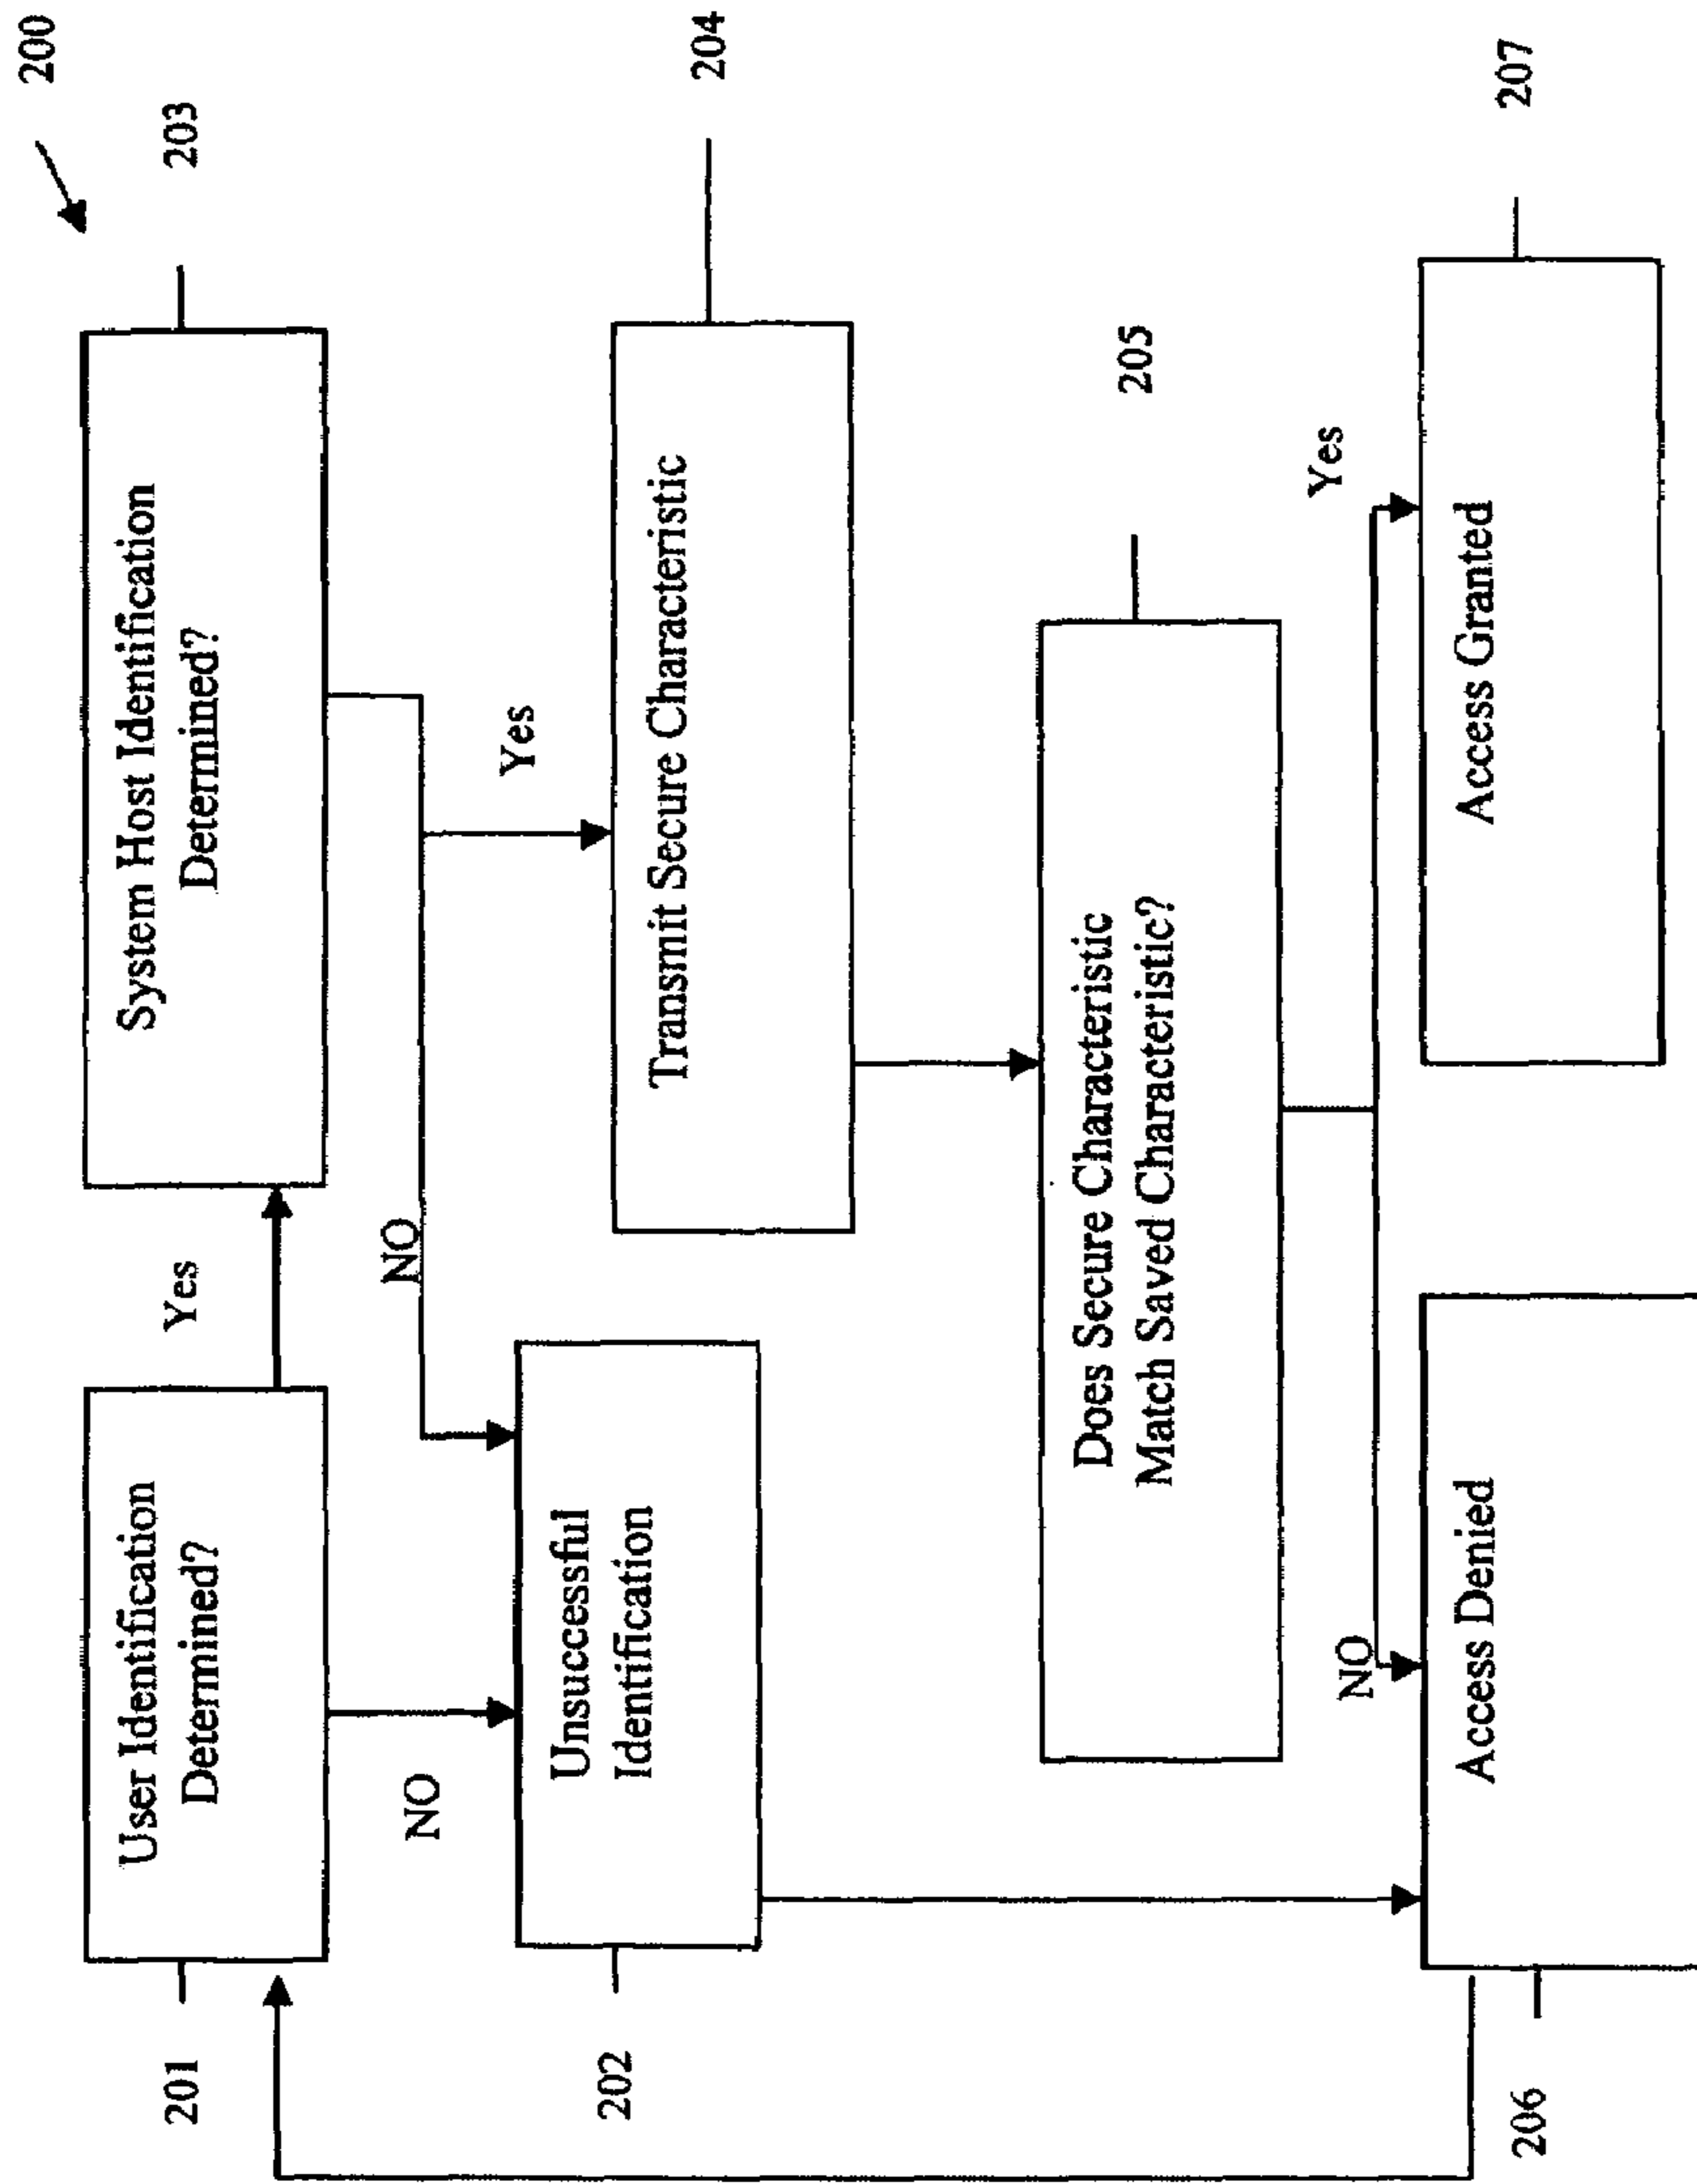 200
201
User Identification
Determined?
Yes
System Host Identification
Determined?
203
NO
NO
Yes
202
Unsuccessful
Identification
Transmit Secure Characteristic
204
Does Secure Characteristic
Match Saved Characteristic?
205
NO
Yes
206
Access Denied
Access Granted
207